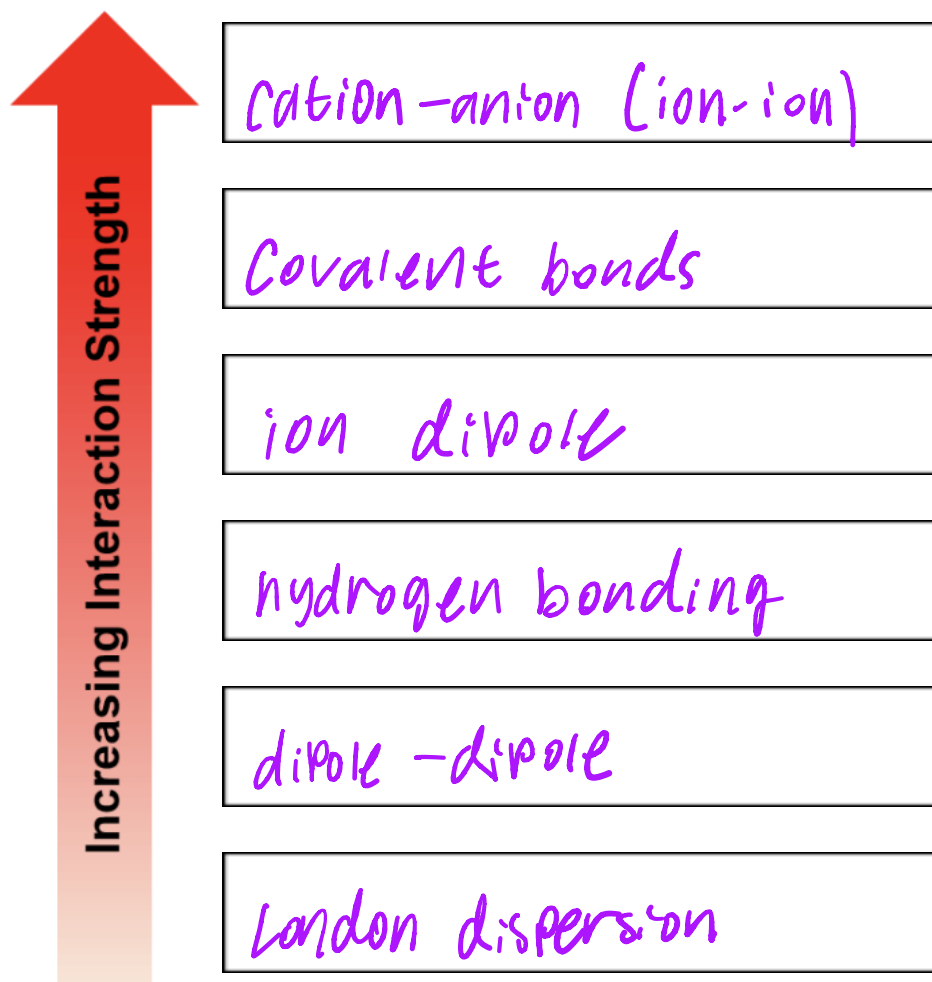 Increasing Interaction Strength
Cation-anion (ion-ion)
Covalent bonds
ion dipole
hydrogen bonding
dipole-dipole
London dispersion